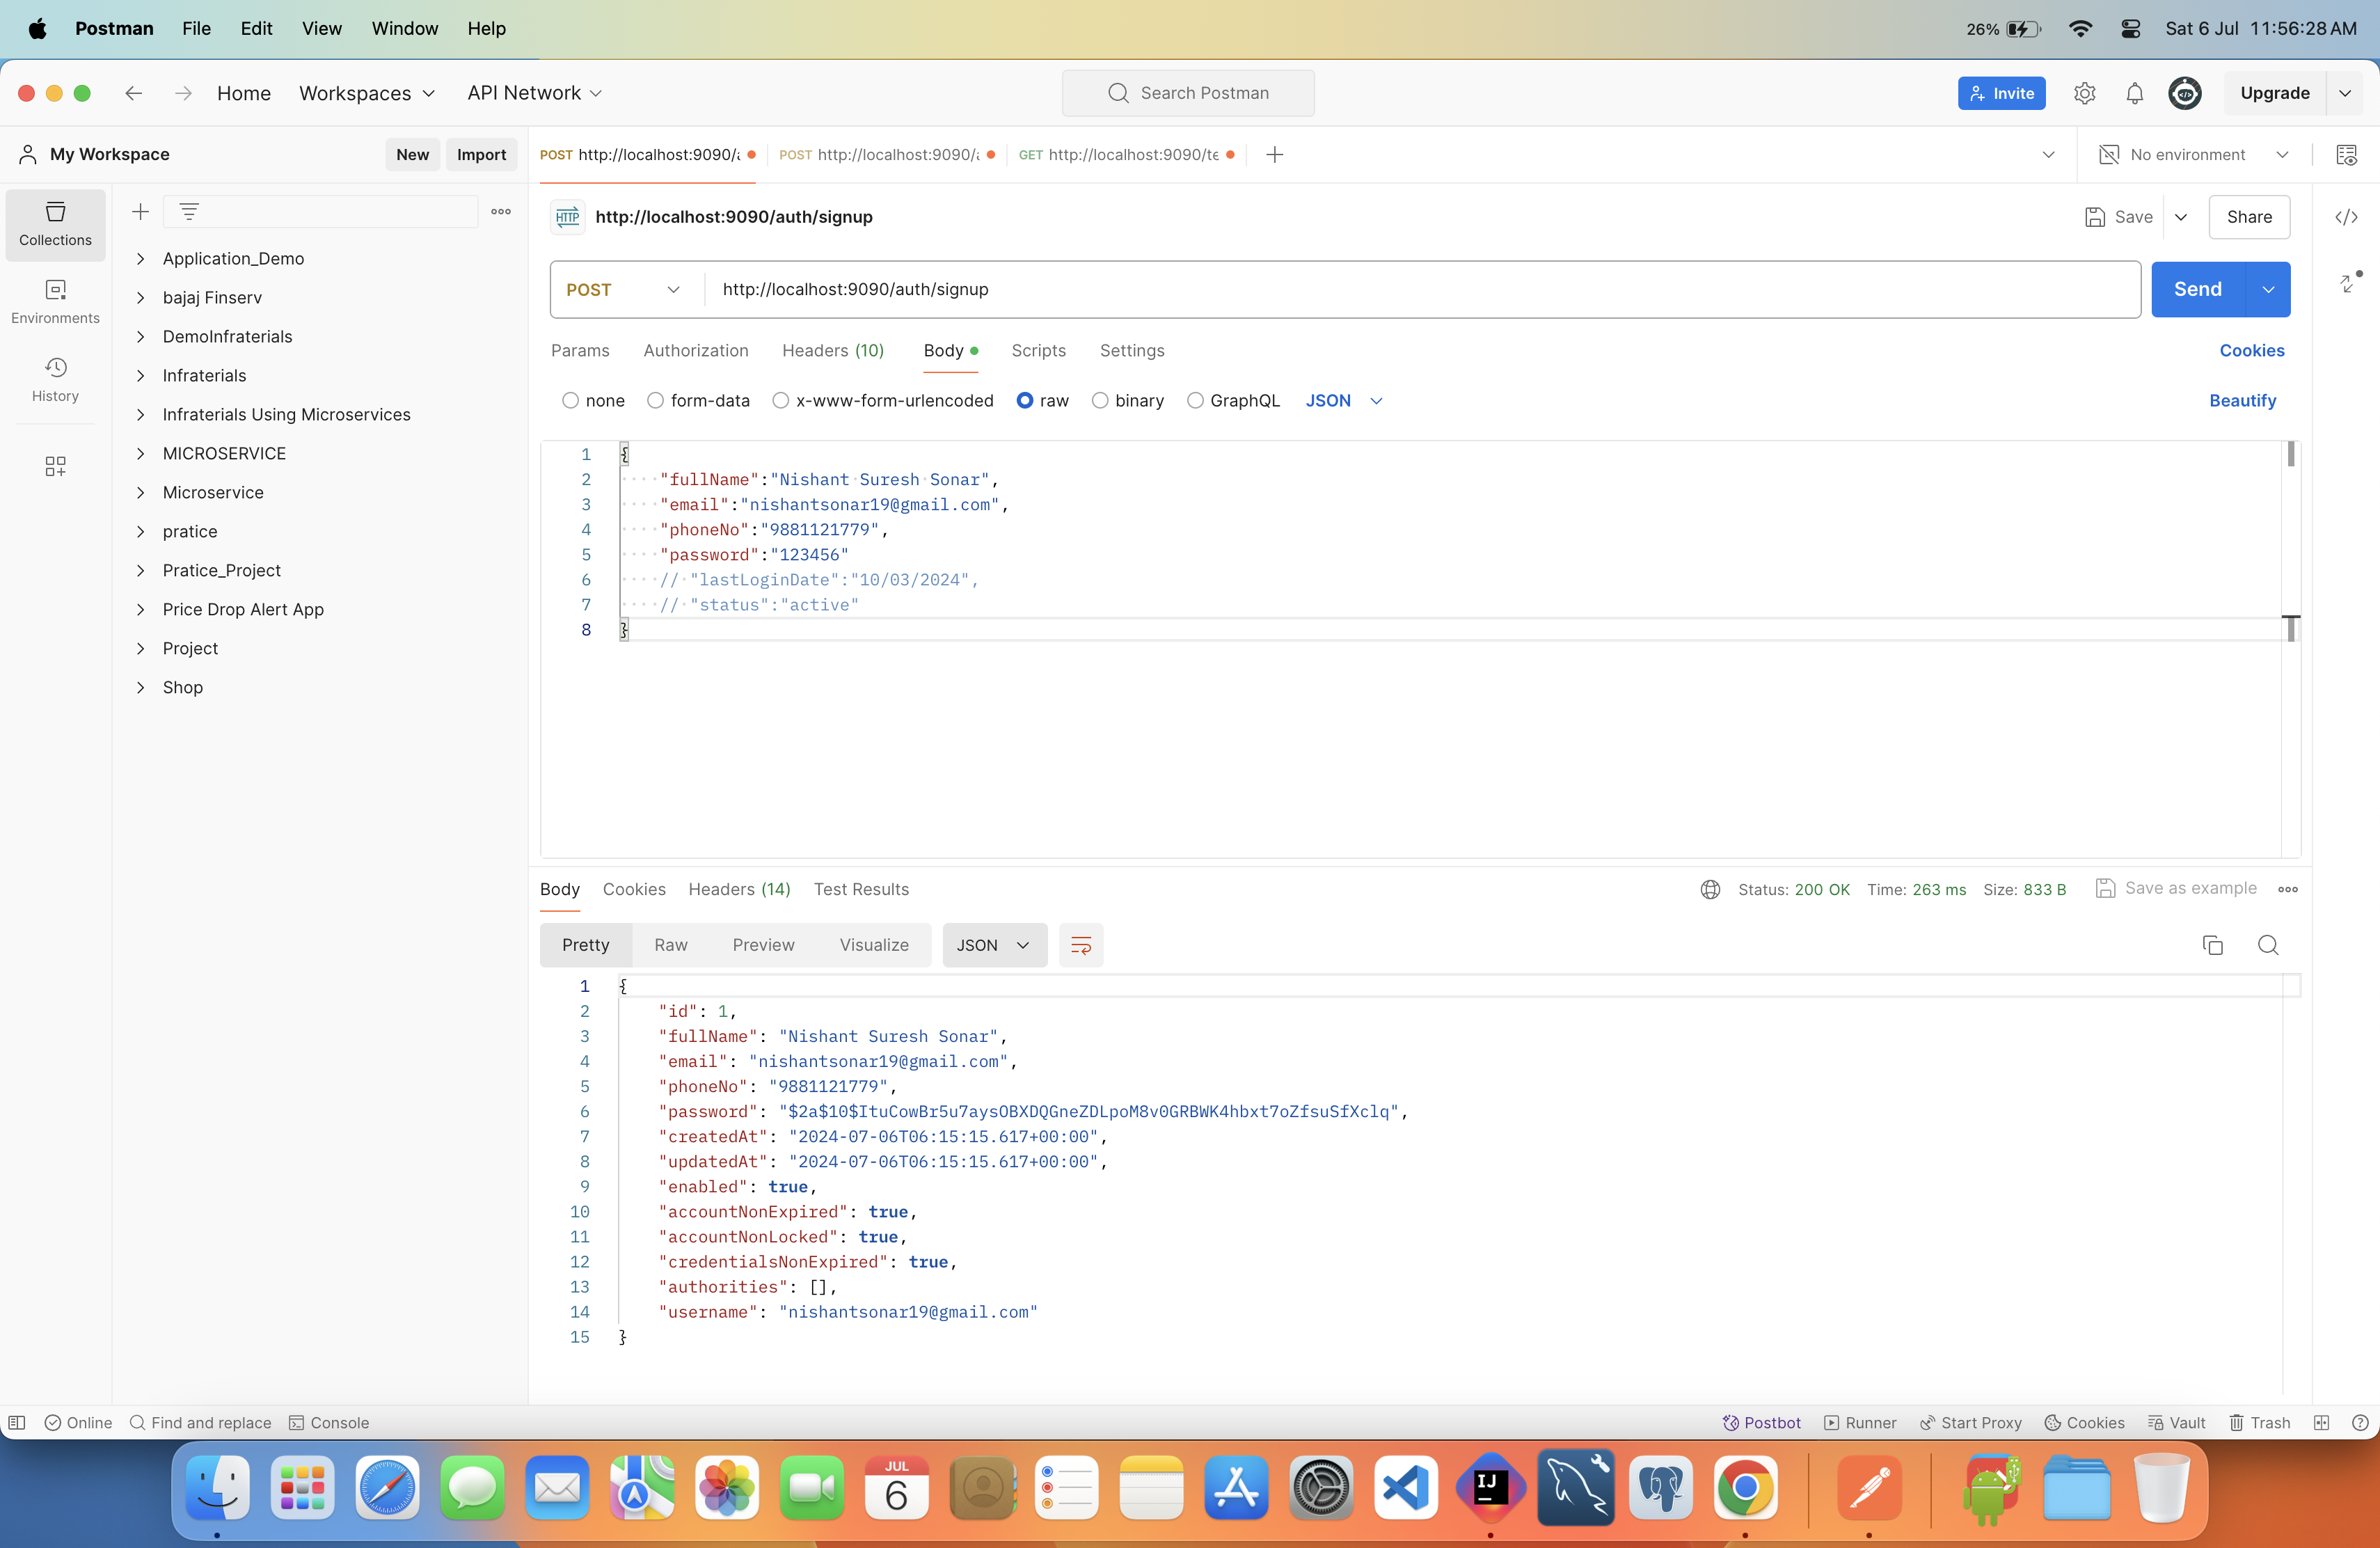 Postman File Edit View Window Help 26% Sat 6 Jul 11:56:28 AM
Home Workspaces API Network Search Postman Invite Upgrade
My Workspace New Import POST http://localhost:9090/ POST http://localhost:9090/ GET http://localhost:9090/te No environment
Collections
Environments
History
Application_Demo
bajaj Finserv
DemoInfraterials
Infraterials
Infraterials Using Microservices
MICROSERVICE
Microservice
pratice
Pratice_Project
Price Drop Alert App
Project
Shop
HTTP http://localhost:9090/auth/signup Save Share
POST http://localhost:9090/auth/signup Send
Params Authorization Headers (10) Body Scripts Settings Cookies
none form-data x-www-form-urlencoded raw binary GraphQL JSON Beautify
1 {
2 "fullName":"Nishant Suresh Sonar",
3 "email":"nishantsonar19@gmail.com",
4 "phoneNo":"9881121779",
5 "password":"123456"
6 // "lastLoginDate":"10/03/2024",
7 // "status":"active"
8 }
Body Cookies Headers (14) Test Results Status: 200 OK Time: 263 ms Size: 833 B Save as example
Pretty Raw Preview Visualize JSON
1 {
2 "id": 1,
3 "fullName": "Nishant Suresh Sonar",
4 "email": "nishantsonar19@gmail.com",
5 "phoneNo": "9881121779",
6 "password": "$2a$10$ItuCowBr5u7aysOBXDQGneZDLpoM8v0GRBWK4hbxt7oZfsuSfXclq",
7 "createdAt": "2024-07-06T06:15:15.617+00:00",
8 "updatedAt": "2024-07-06T06:15:15.617+00:00",
9 "enabled": true,
10 "accountNonExpired": true,
11 "accountNonLocked": true,
12 "credentialsNonExpired": true,
13 "authorities": [],
14 "username": "nishantsonar19@gmail.com"
15 }
Online Find and replace Console Postbot Runner Start Proxy Cookies Vault Trash
JUL
6
IJ